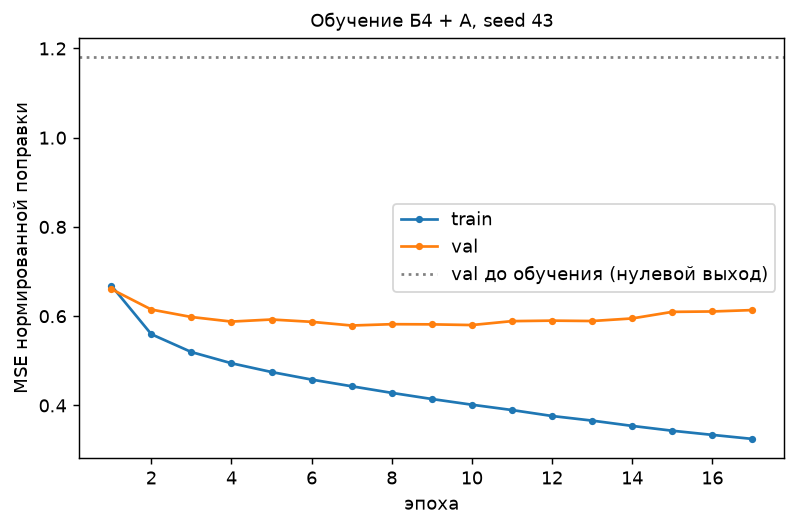 Обучение Б4 + А, seed 43
MSE нормированной поправки
1.2
1.0
0.8
0.6
0.4
train
val
val до обучения (нулевой выход)
2 4 6 8 10 12 14 16
эпоха